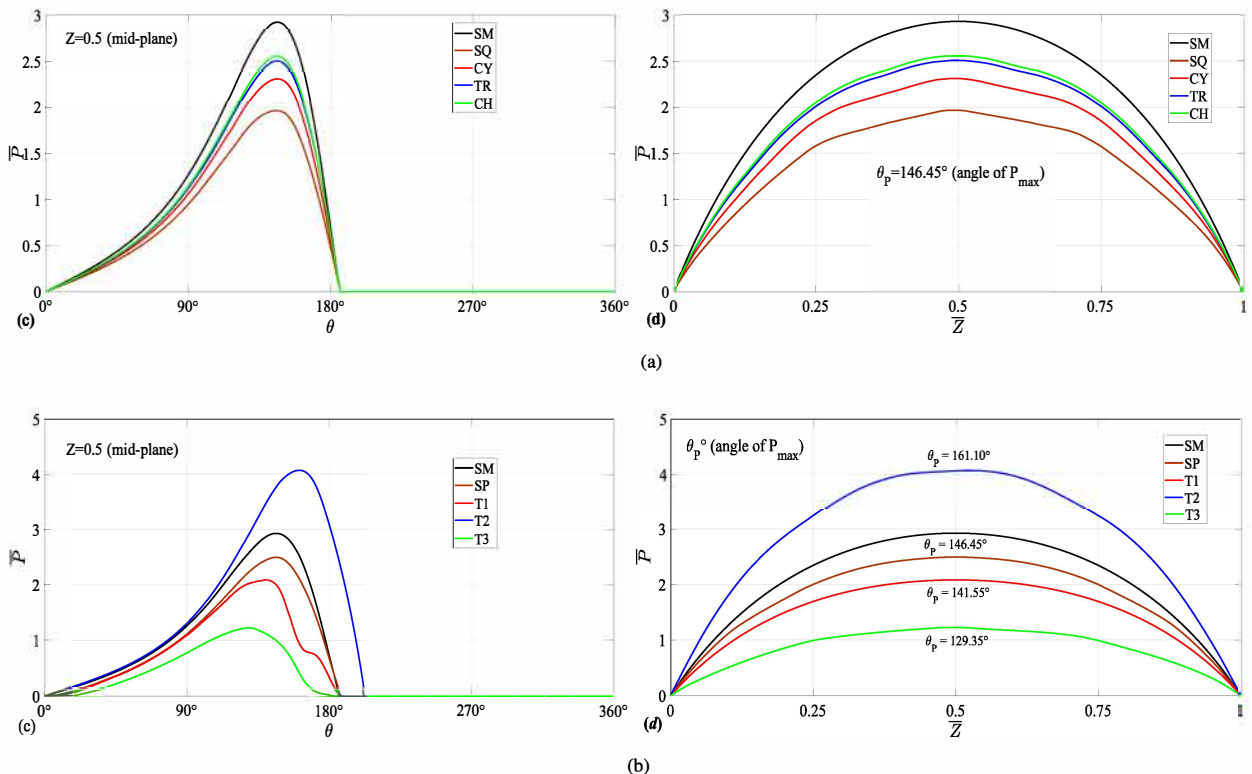 Z=0.5 (mid-plane)
SM
SQ
CY
TR
CH
3
2.5
2
1.5
1
0.5
0
P
0°
90°
180°
270°
360°
θ
(c)
θP=146.45° (angle of Pmax)
SM
SQ
CY
TR
CH
3
2.5
2
1.5
1
0.5
0
P
0
0.25
0.5
0.75
1
Z
(d)
(a)
Z=0.5 (mid-plane)
SM
SP
T1
T2
T3
5
4
3
2
1
0
P
0°
90°
180°
270°
360°
θ
(c)
θP° (angle of Pmax)
θP = 161.10°
θP = 146.45°
θP = 141.55°
θP = 129.35°
SM
SP
T1
T2
T3
5
4
3
2
1
0
P
0
0.25
0.5
0.75
1
Z
(d)
(b)